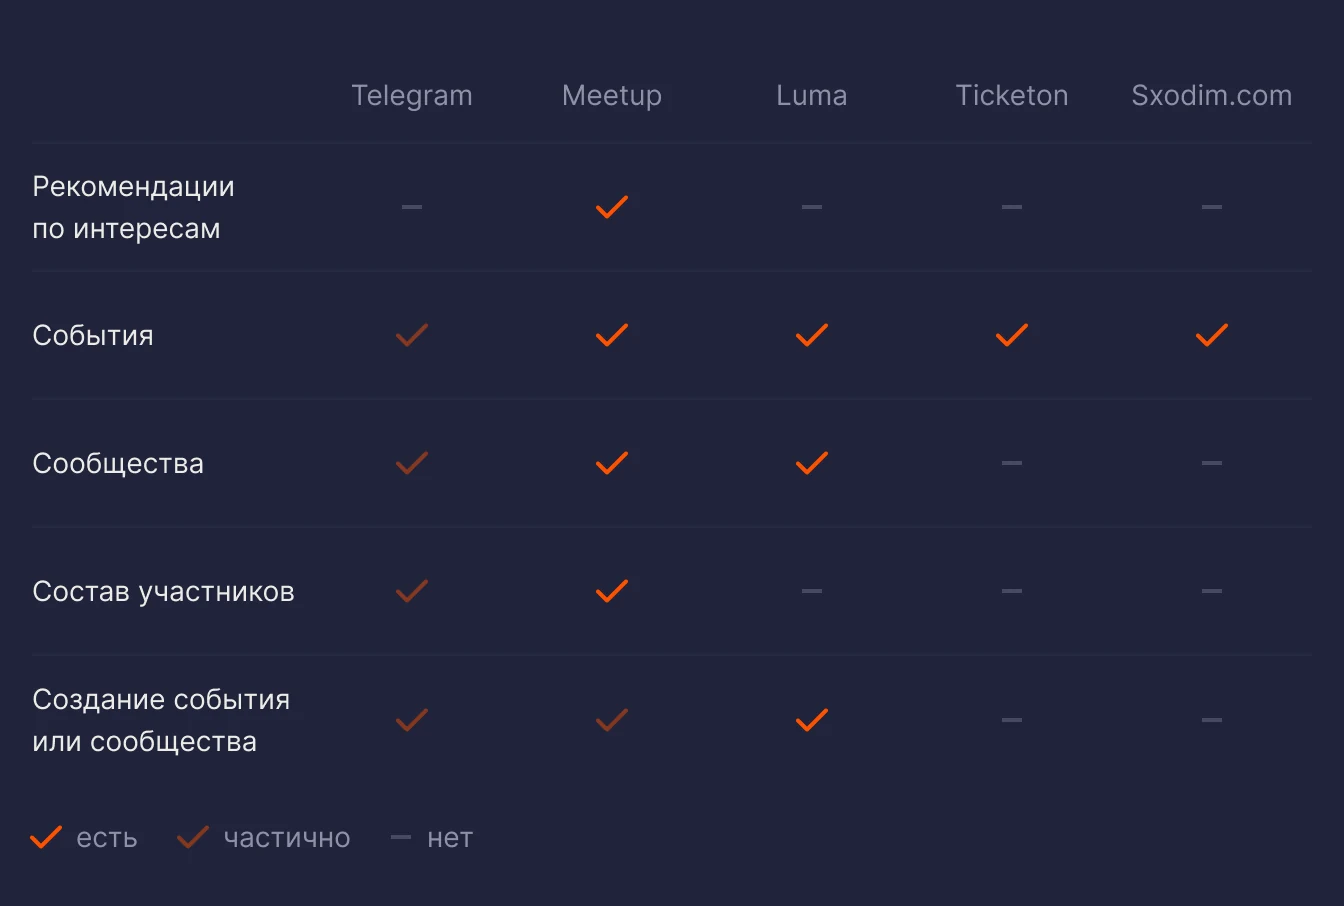 Telegram Meetup Luma Ticketon Sxodim.com
Рекомендации
по интересам
События
Сообщества
Состав участников
Создание события
или сообщества
есть частично нет